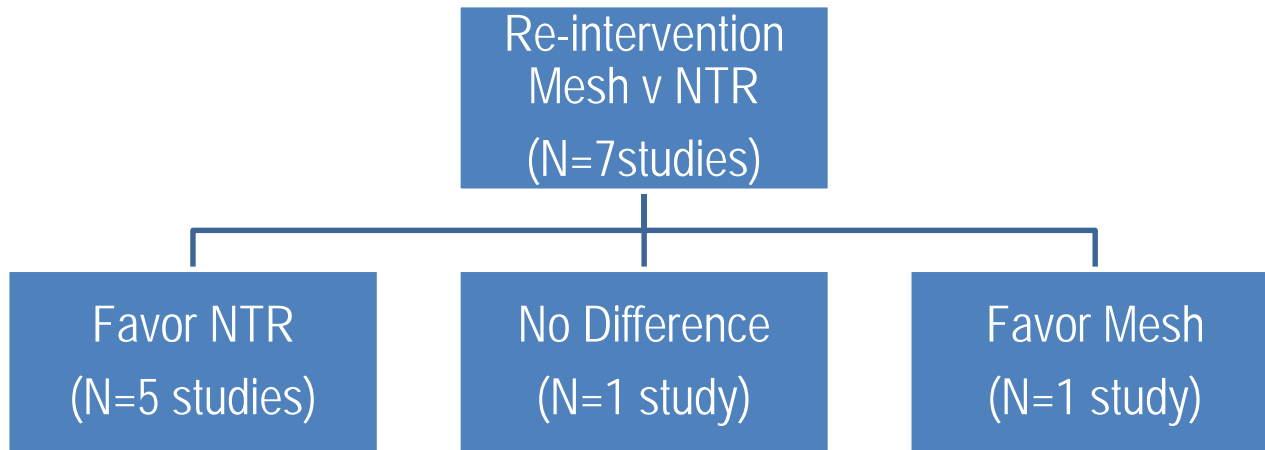 Re-intervention
Mesh v NTR
(N=7studies)
Favor NTR
(N=5 studies)
No Difference
(N=1 study)
Favor Mesh
(N=1 study)